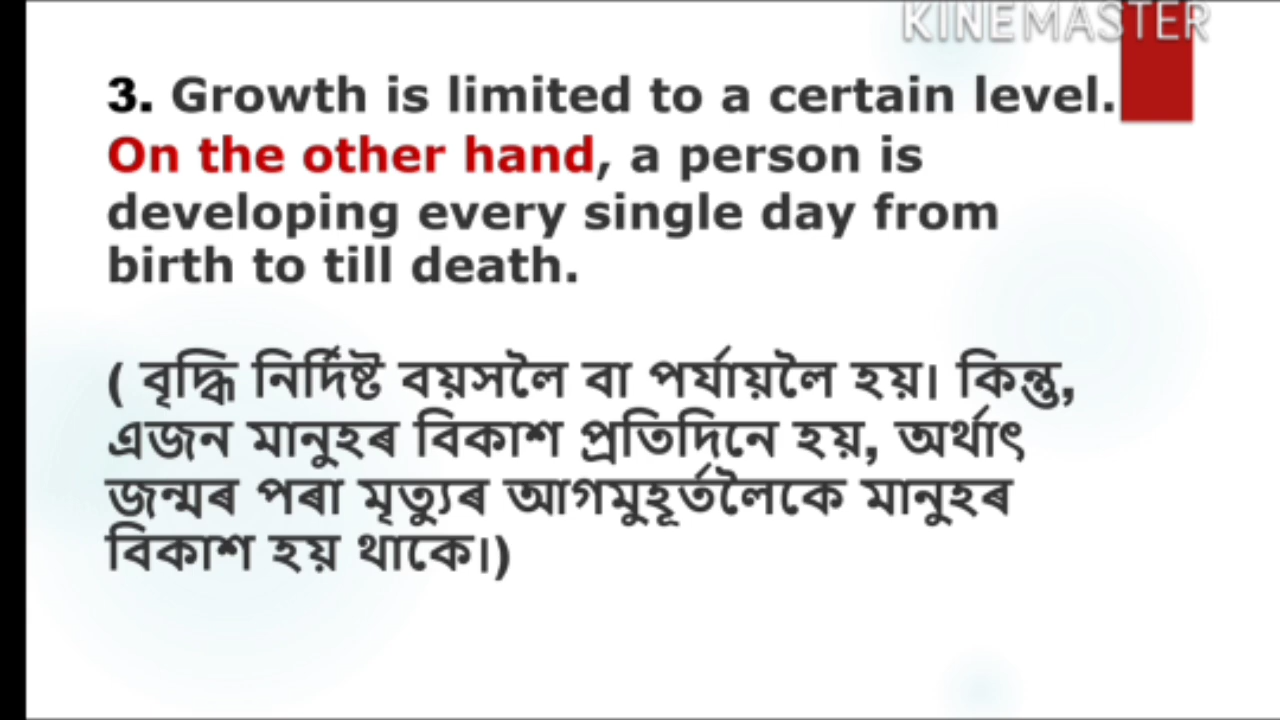 KINEMASTER
3. Growth is limited to a certain level.
On the other hand, a person is
developing every single day from
birth to till death.
( বৃদ্ধি নিৰ্দিষ্ট বয়সলৈ বা পৰ্যায়লৈ হয়। কিন্তু,
এজন মানুহৰ বিকাশ প্ৰতিদিনে হয়, অৰ্থাৎ
জন্মৰ পৰা মৃত্যুৰ আগমুহূৰ্তলৈকে মানুহৰ
বিকাশ হয় থাকে।)